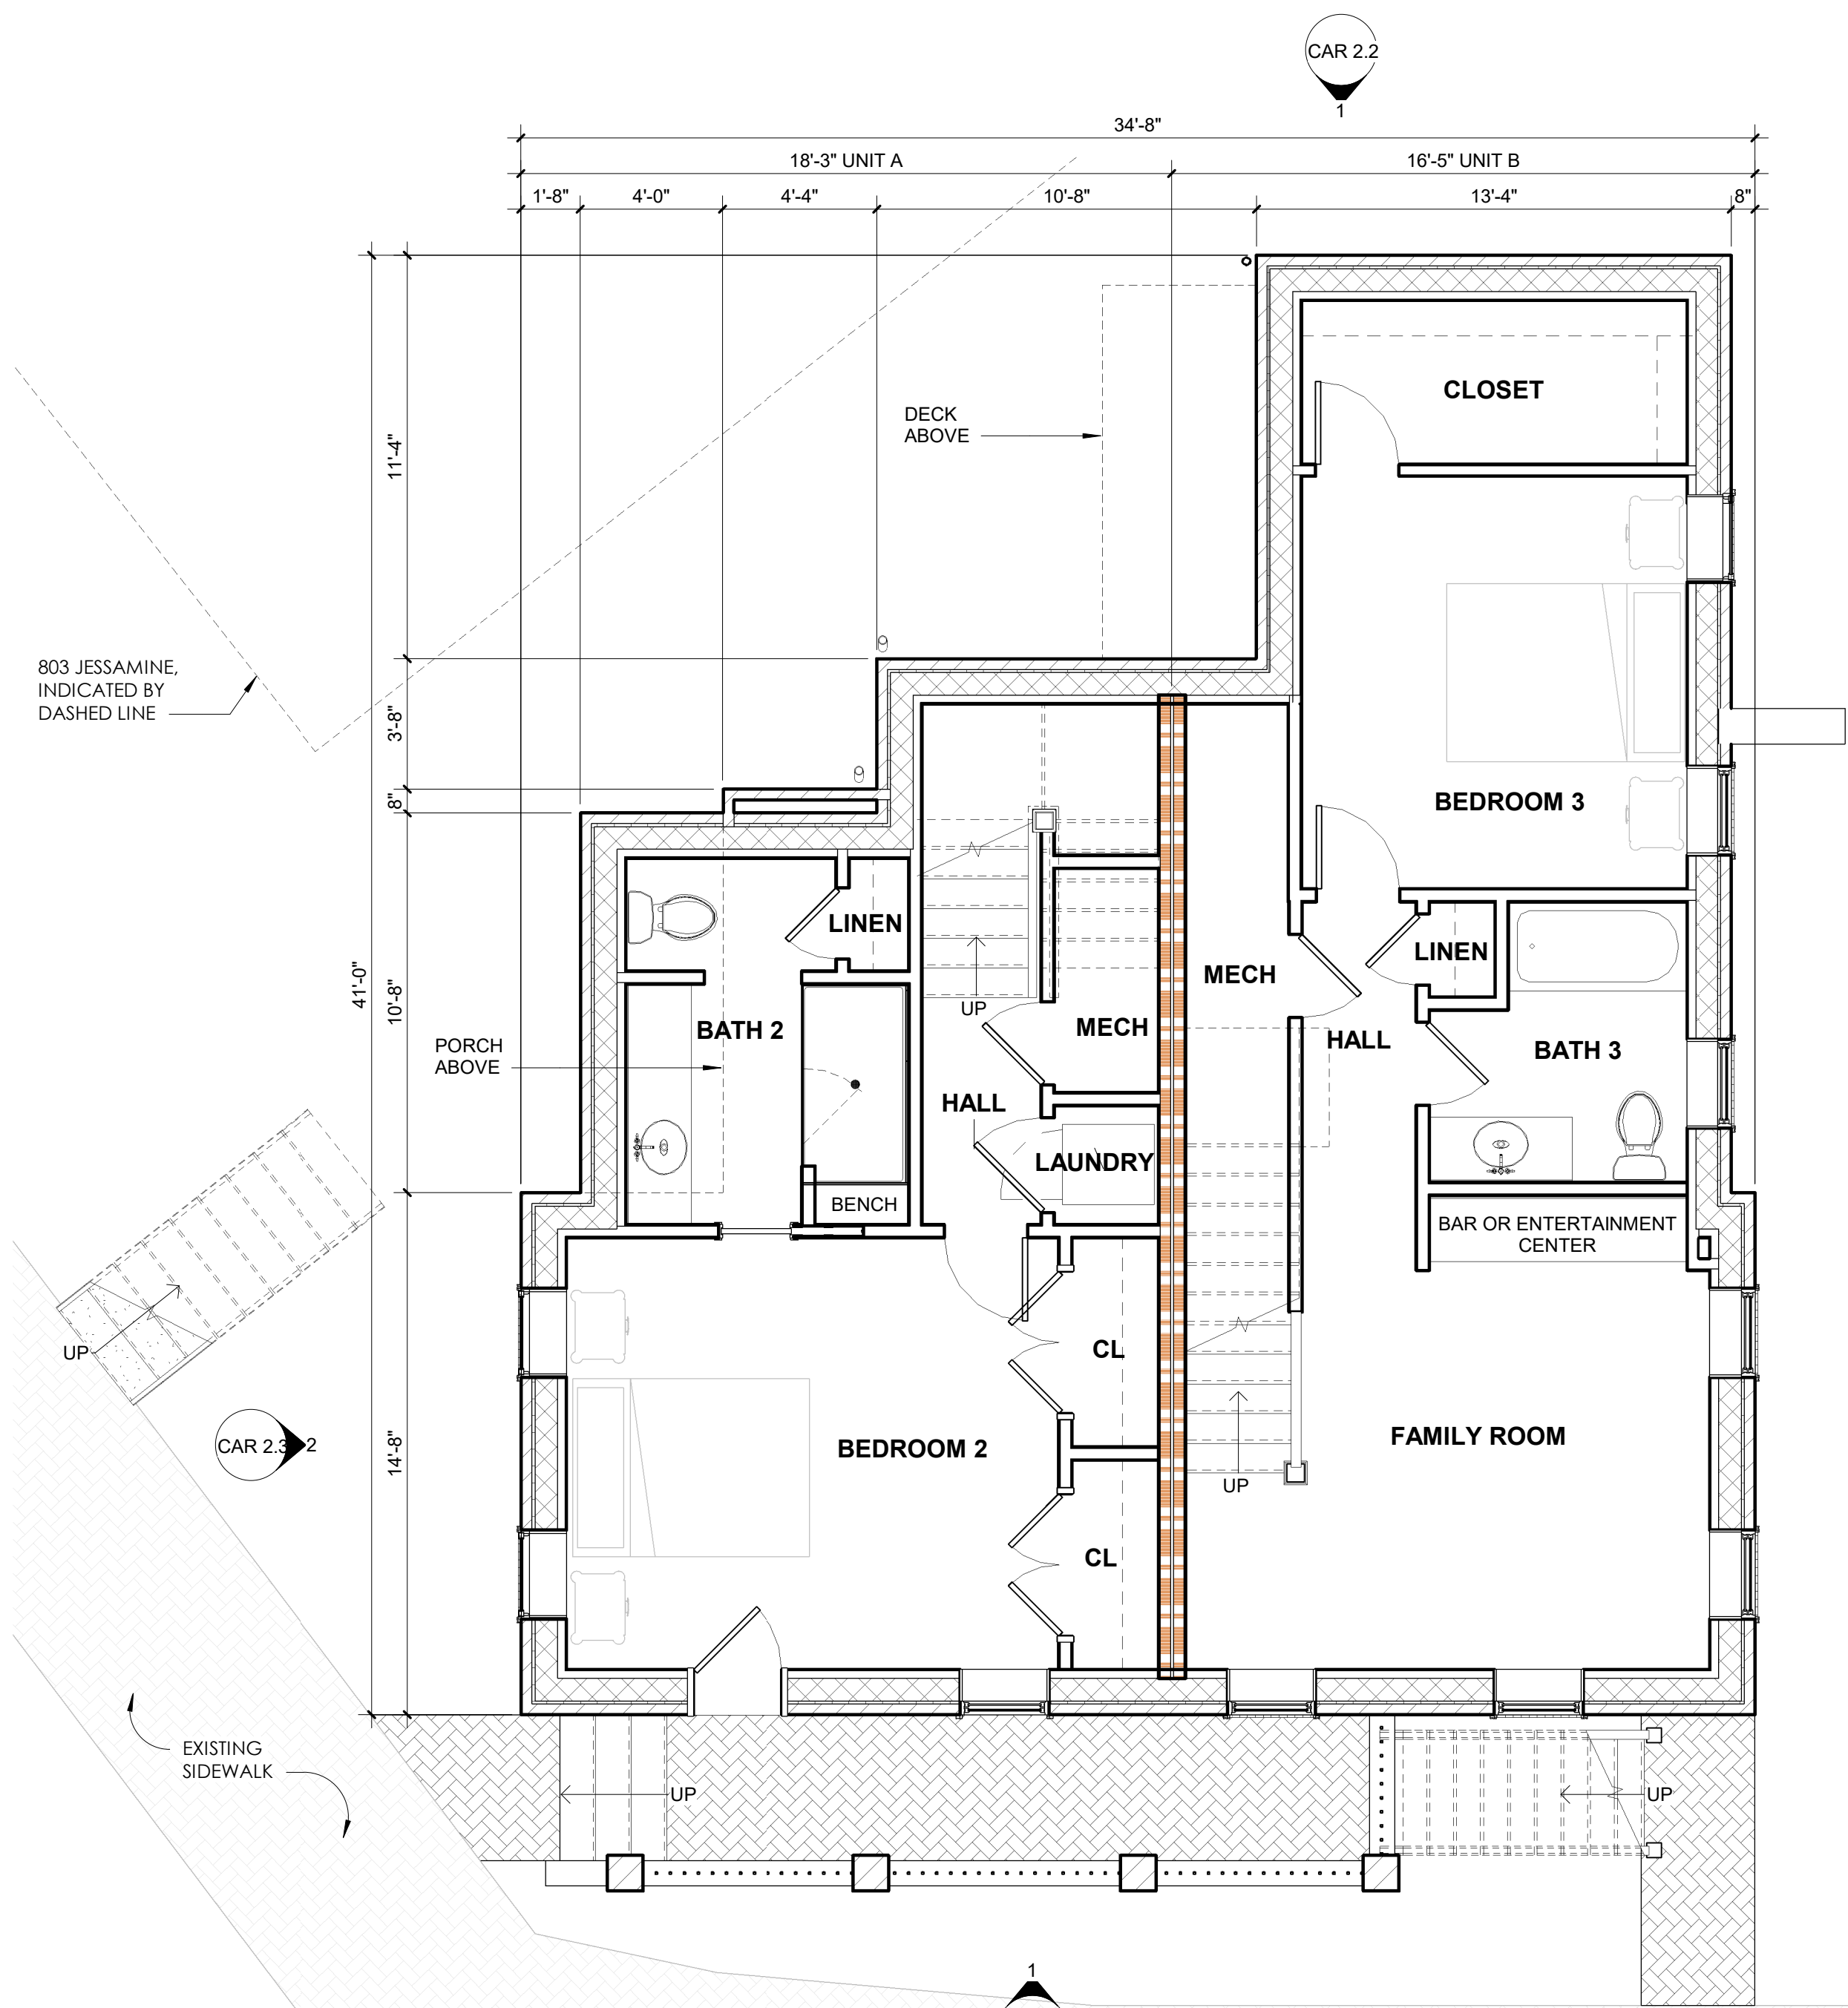 CAR 2.2
1
34'-8"
18'-3" UNIT A
16'-5" UNIT B
1'-8"
4'-0"
4'-4"
10'-8"
13'-4"
8"
CLOSET
DECK
ABOVE
11'-4"
803 JESSAMINE,
INDICATED BY
DASHED LINE
3'-8"
8"
BEDROOM 3
LINEN
LINEN
MECH
41'-0"
10'-8"
UP
MECH
BATH 2
HALL
BATH 3
PORCH
ABOVE
HALL
LAUNDRY
BENCH
BAR OR ENTERTAINMENT
CENTER
UP
CL
CAR 2.3
2
14'-8"
BEDROOM 2
FAMILY ROOM
UP
CL
EXISTING
SIDEWALK
UP
UP
1